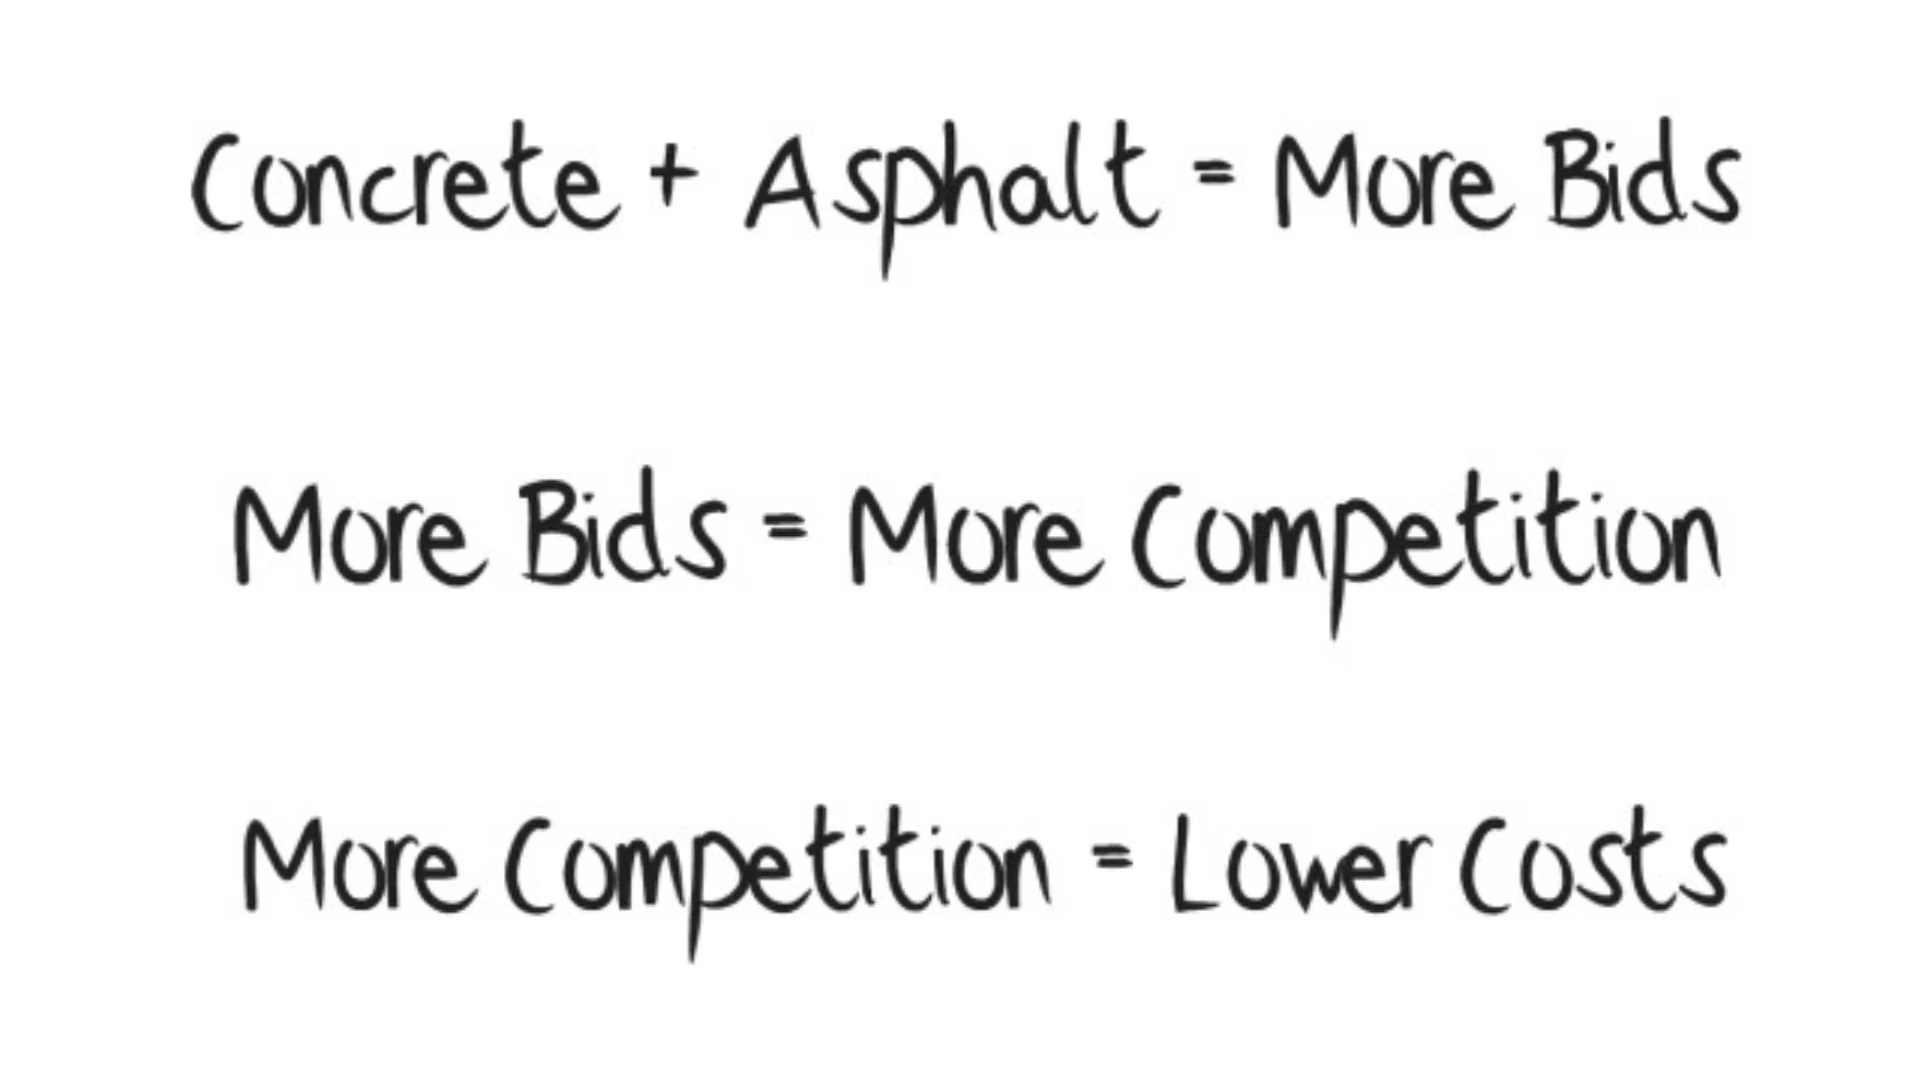 Concrete + Asphalt = More Bids
More Bids = More Competition
More Competition = Lower Costs